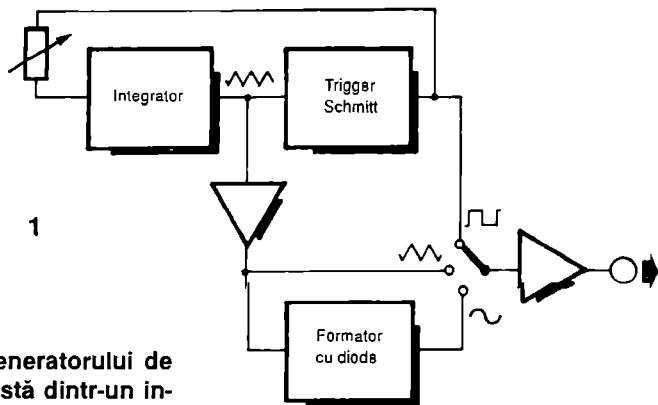 Integrator
Trigger
Schmitt
1
Formator
cu diode
eneratorului de
stă dintr-un in-